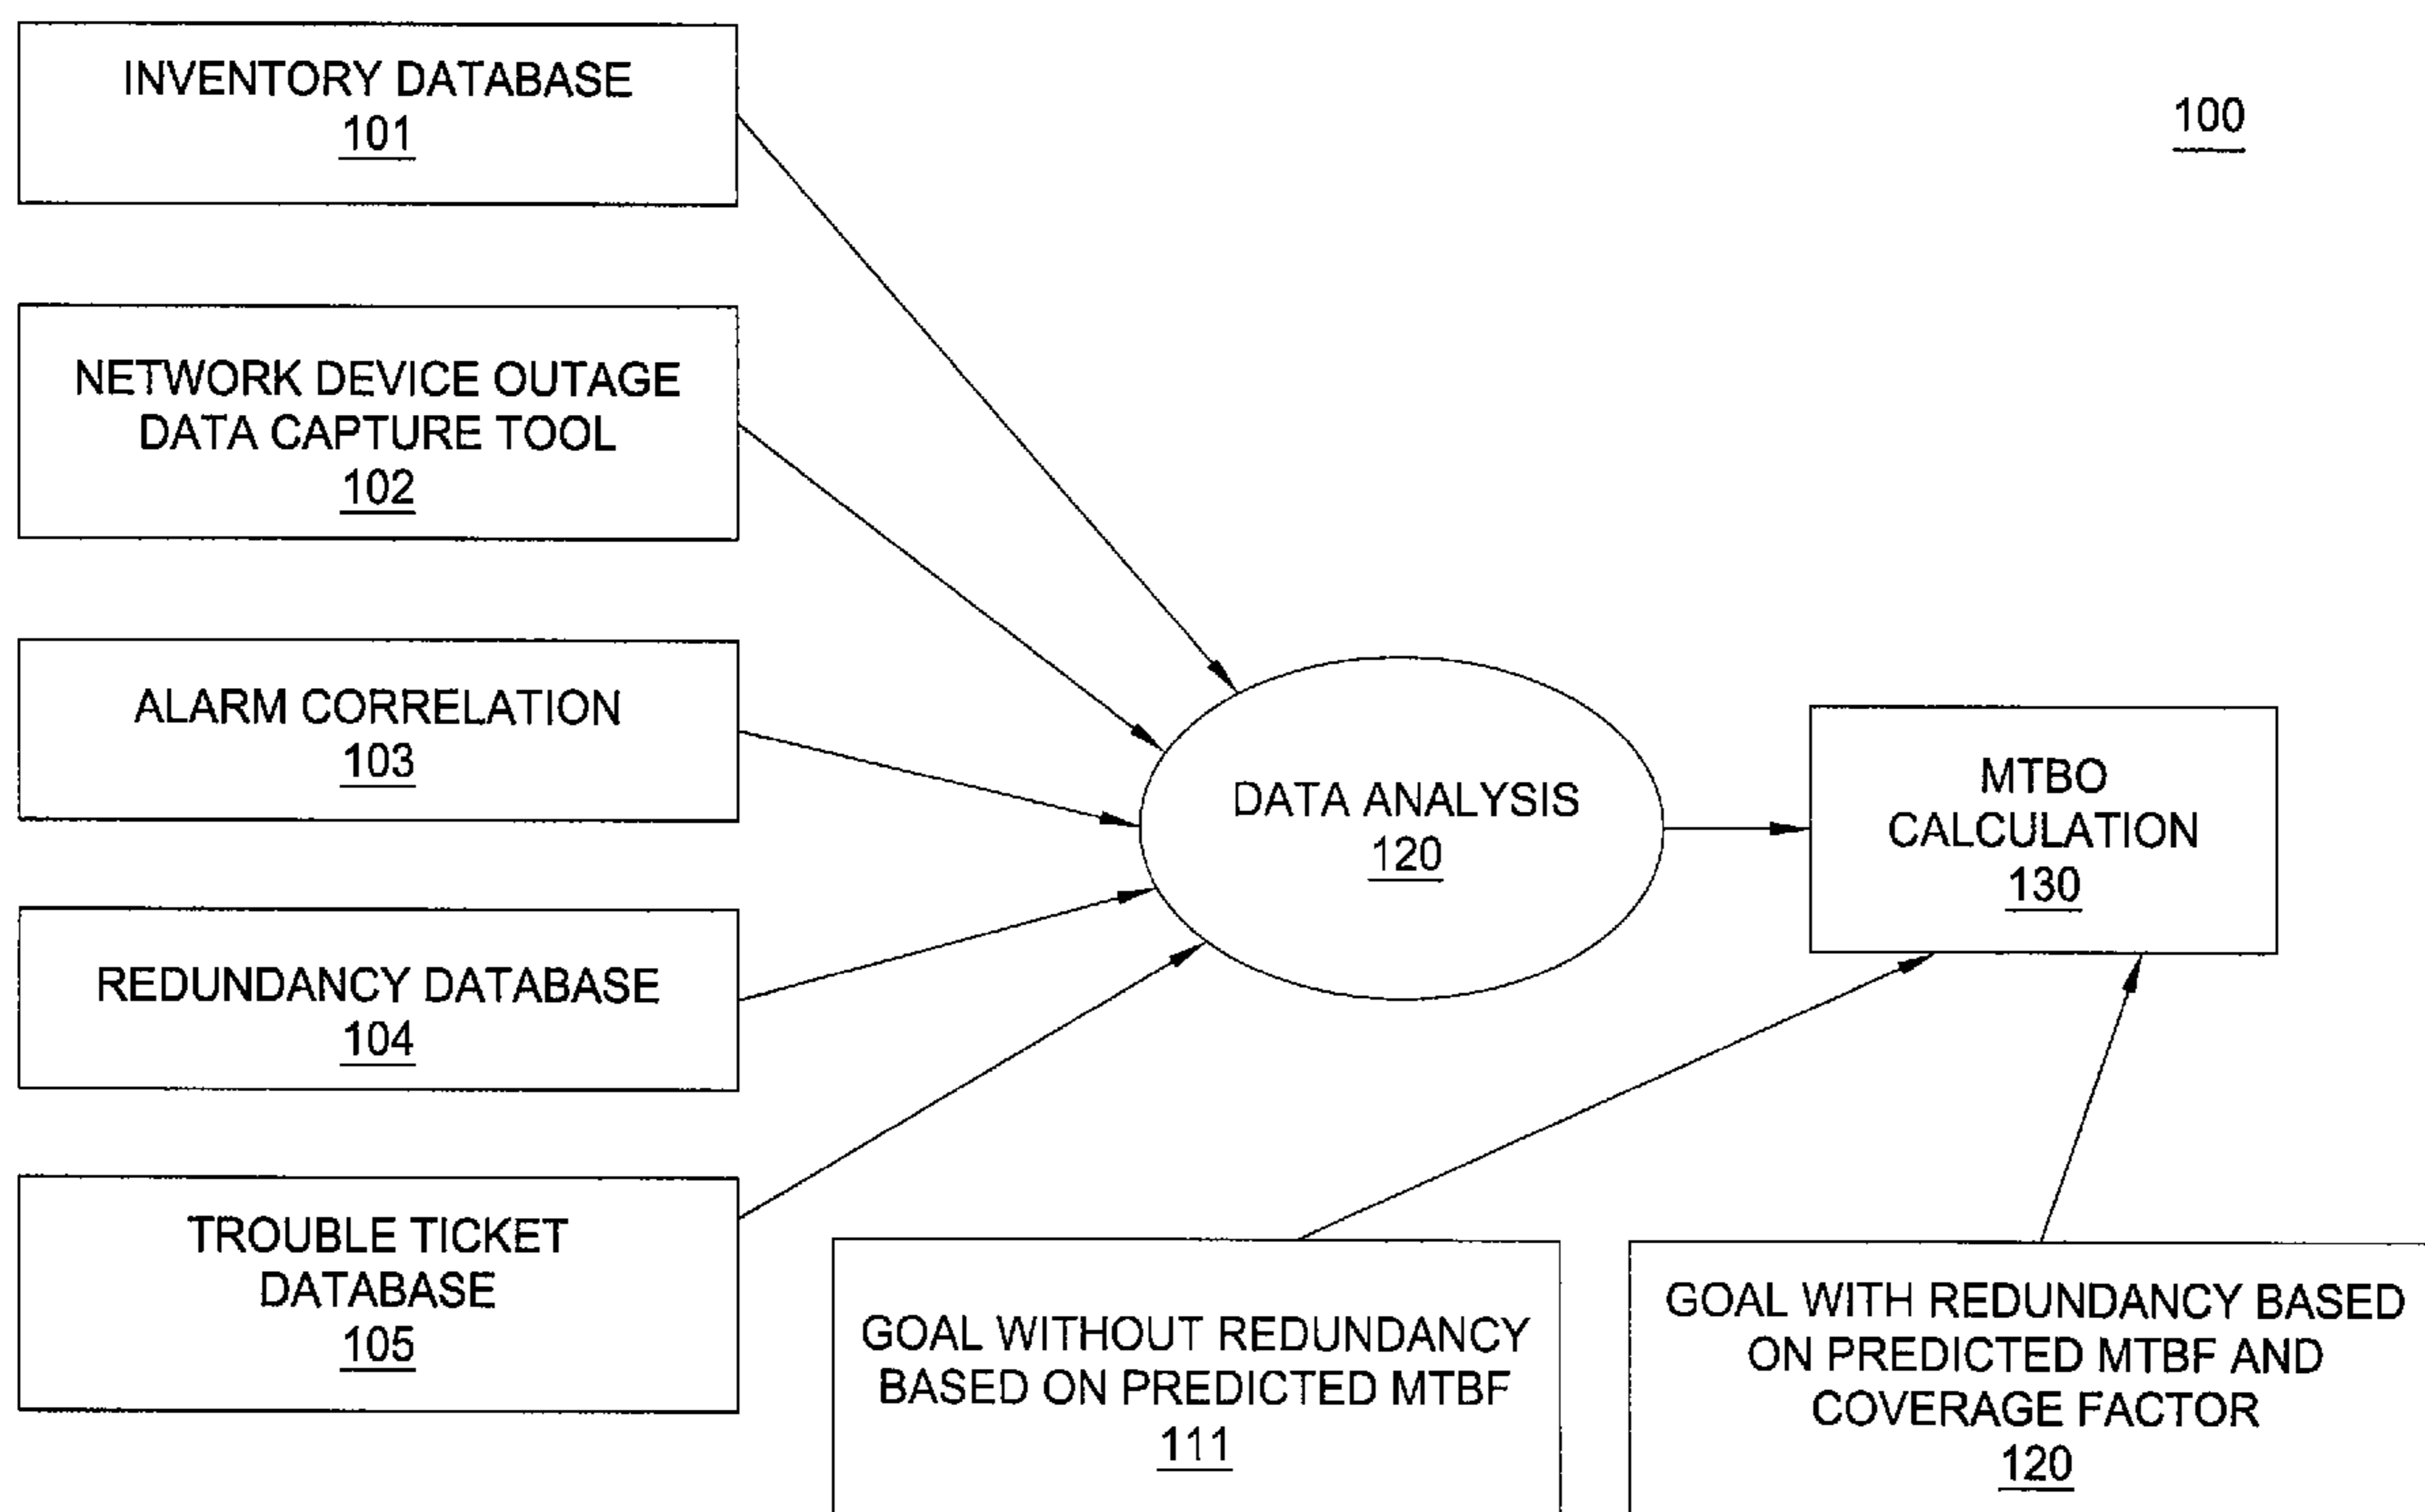 INVENTORY DATABASE
101
100
NETWORK DEVICE OUTAGE
DATA CAPTURE TOOL
102
ALARM CORRELATION
103
DATA ANALYSIS
120
MTBO
CALCULATION
130
REDUNDANCY DATABASE
104
TROUBLE TICKET
DATABASE
105
GOAL WITHOUT REDUNDANCY
BASED ON PREDICTED MTBF
111
GOAL WITH REDUNDANCY BASED
ON PREDICTED MTBF AND
COVERAGE FACTOR
120